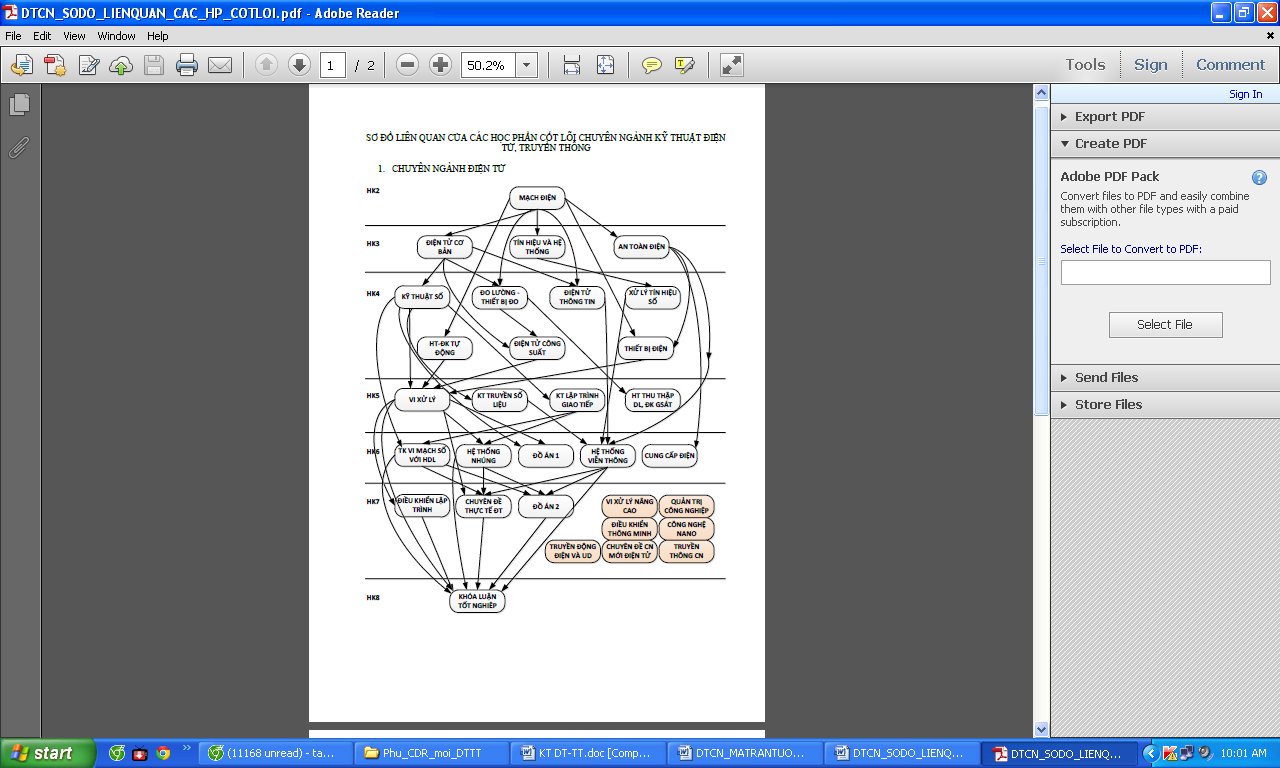 DTCN_SODO_LIENQUAN_CAC_HP_COTLOI.pdf - Adobe Reader
File Edit View Window Help
1 / 2 50.2% Tools Sign Comment
Sign In
Export PDF
Create PDF
Adobe PDF Pack
Convert files to PDF and easily combine
them with other file types with a paid
subscription.
Select File to Convert to PDF:
Select File
Send Files
Store Files
SƠ ĐỒ LIÊN QUAN CỦA CÁC HỌC PHẦN CỐT LÕI CHUYÊN NGÀNH KỸ THUẬT ĐIỆN
TỬ, TRUYỀN THÔNG
1. CHUYÊN NGÀNH ĐIỆN TỬ
HK2
MẠCH ĐIỆN
HK3
ĐIỆN TỬ CƠ
BẢN
TÍN HIỆU VÀ HỆ
THỐNG
AN TOÀN ĐIỆN
HK4
KỸ THUẬT SỐ
ĐO LƯỜNG -
THIẾT BỊ ĐO
ĐIỆN TỬ
THÔNG TIN
XỬ LÝ TÍN HIỆU
SỐ
HT-ĐK TỰ
ĐỘNG
ĐIỆN TỬ CÔNG
SUẤT
THIẾT BỊ ĐIỆN
HK5
VI XỬ LÝ
KT TRUYỀN SỐ
LIỆU
KT LẬP TRÌNH
GIAO TIẾP
HT THU THẬP
DL, ĐK GSÁT
HK6
TK VI MẠCH SỐ
VỚI HDL
HỆ THỐNG
NHÚNG
ĐỒ ÁN 1
HỆ THỐNG
VIỄN THÔNG
CUNG CẤP ĐIỆN
HK7
ĐIỀU KHIỂN LẬP
TRÌNH
CHUYÊN ĐỀ
THỰC TẾ ĐT
ĐỒ ÁN 2
VI XỬ LÝ NÂNG
CAO
QUẢN TRỊ
CÔNG NGHIỆP
ĐIỀU KHIỂN
THÔNG MINH
CÔNG NGHỆ
NANO
TRUYỀN ĐỘNG
ĐIỆN VÀ UD
CHUYÊN ĐỀ CN
MỚI ĐIỆN TỬ
TRUYỀN
THÔNG CN
HK8
KHÓA LUẬN
TỐT NGHIỆP
start
(11168 unread) - ta...
Phu_CDR_moi_DTTT
KT DT-TT.doc [Comp...
DTCN_MATRANTUO...
DTCN_SODO_LIENQ...
DTCN_SODO_LIENQ...
10:01 AM